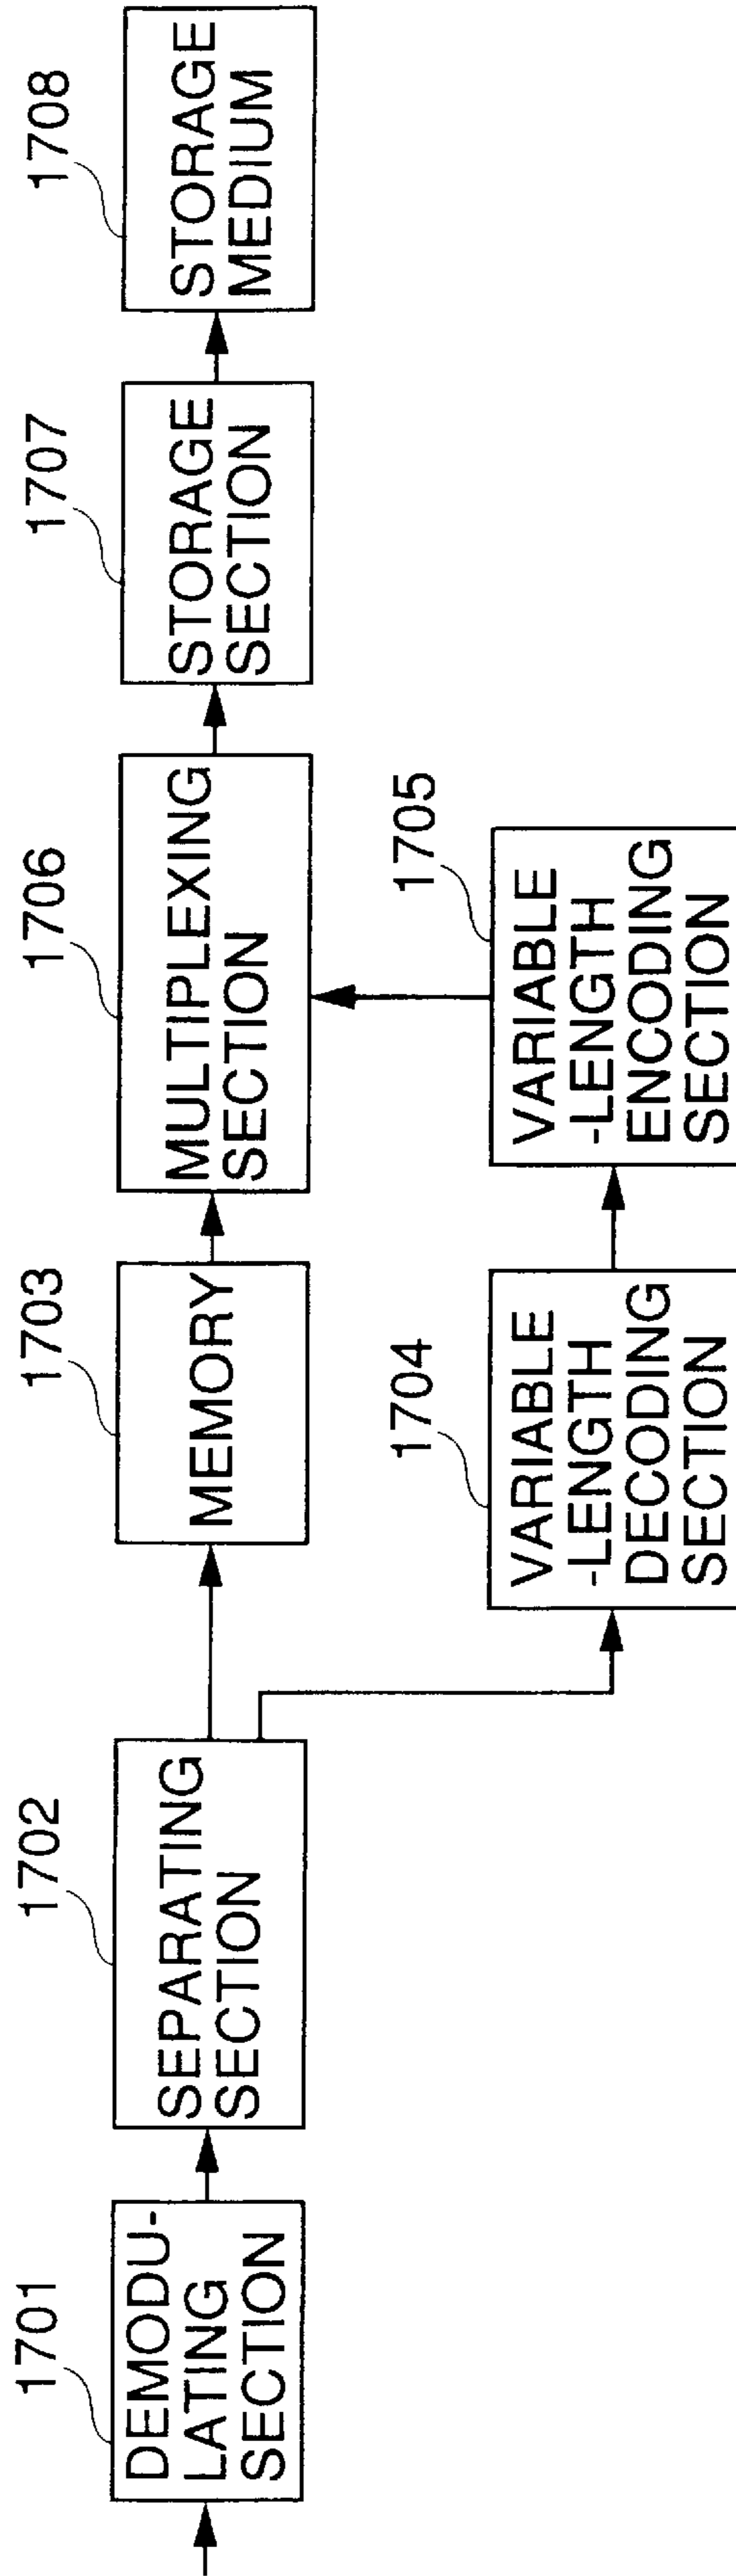 1701
DEMODU-
LATING
SECTION
1702
SEPARATING
SECTION
1703
MEMORY
1706
MULTIPLEXING
SECTION
1707
STORAGE
SECTION
1708
STORAGE
MEDIUM
1704
VARIABLE
-LENGTH
DECODING
SECTION
1705
VARIABLE
-LENGTH
ENCODING
SECTION